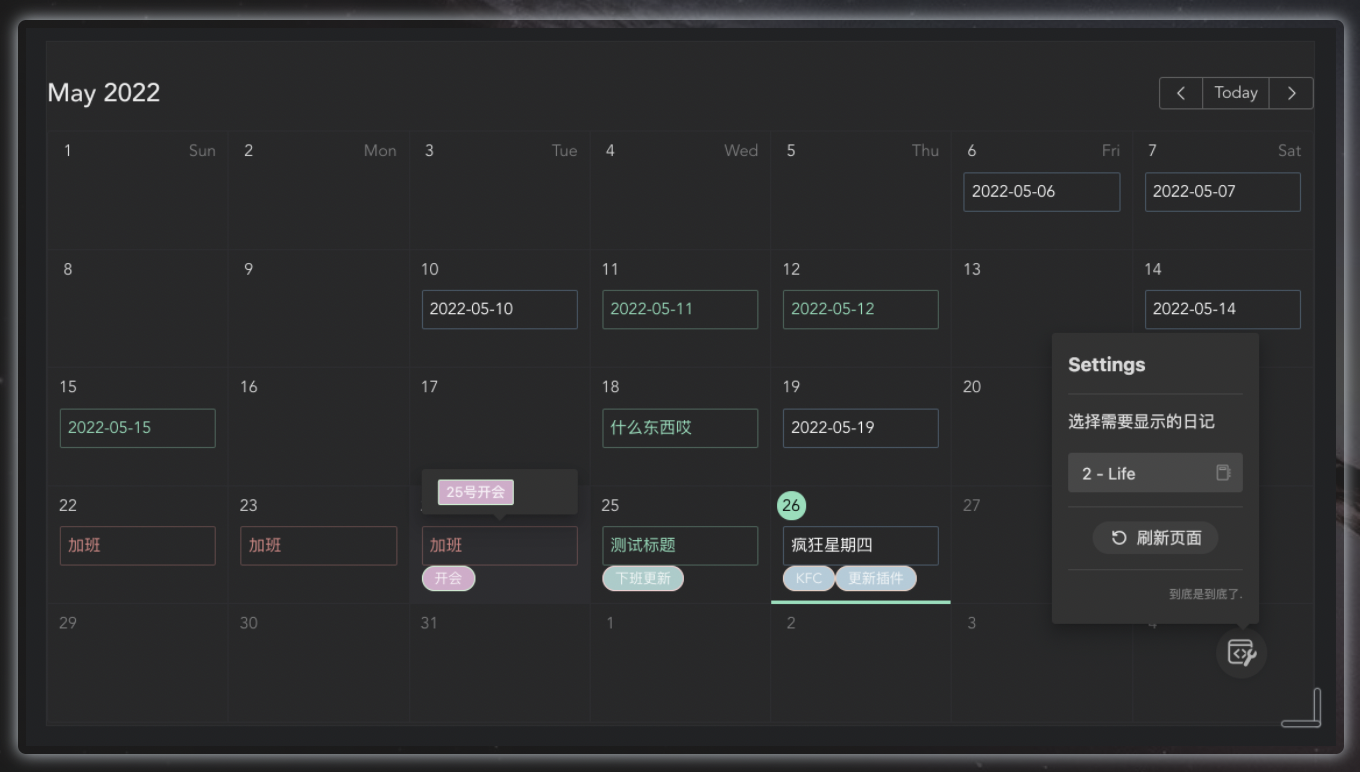 May 2022
Today
1 Sun 2 Mon 3 Tue 4 Wed 5 Thu 6 Fri 7 Sat
2022-05-06 2022-05-07
8 9 10 11 12 13 14
2022-05-10 2022-05-11 2022-05-12 2022-05-14
15 16 17 18 19 20
2022-05-15 什么东西哎 2022-05-19
25号开会
22 23 25 26 27
加班 加班 加班 测试标题 疯狂星期四
开会 下班更新 KFC 更新插件
29 30 31 1 2 3 4
Settings
选择需要显示的日记
2 - Life
刷新页面
到底是到底了.